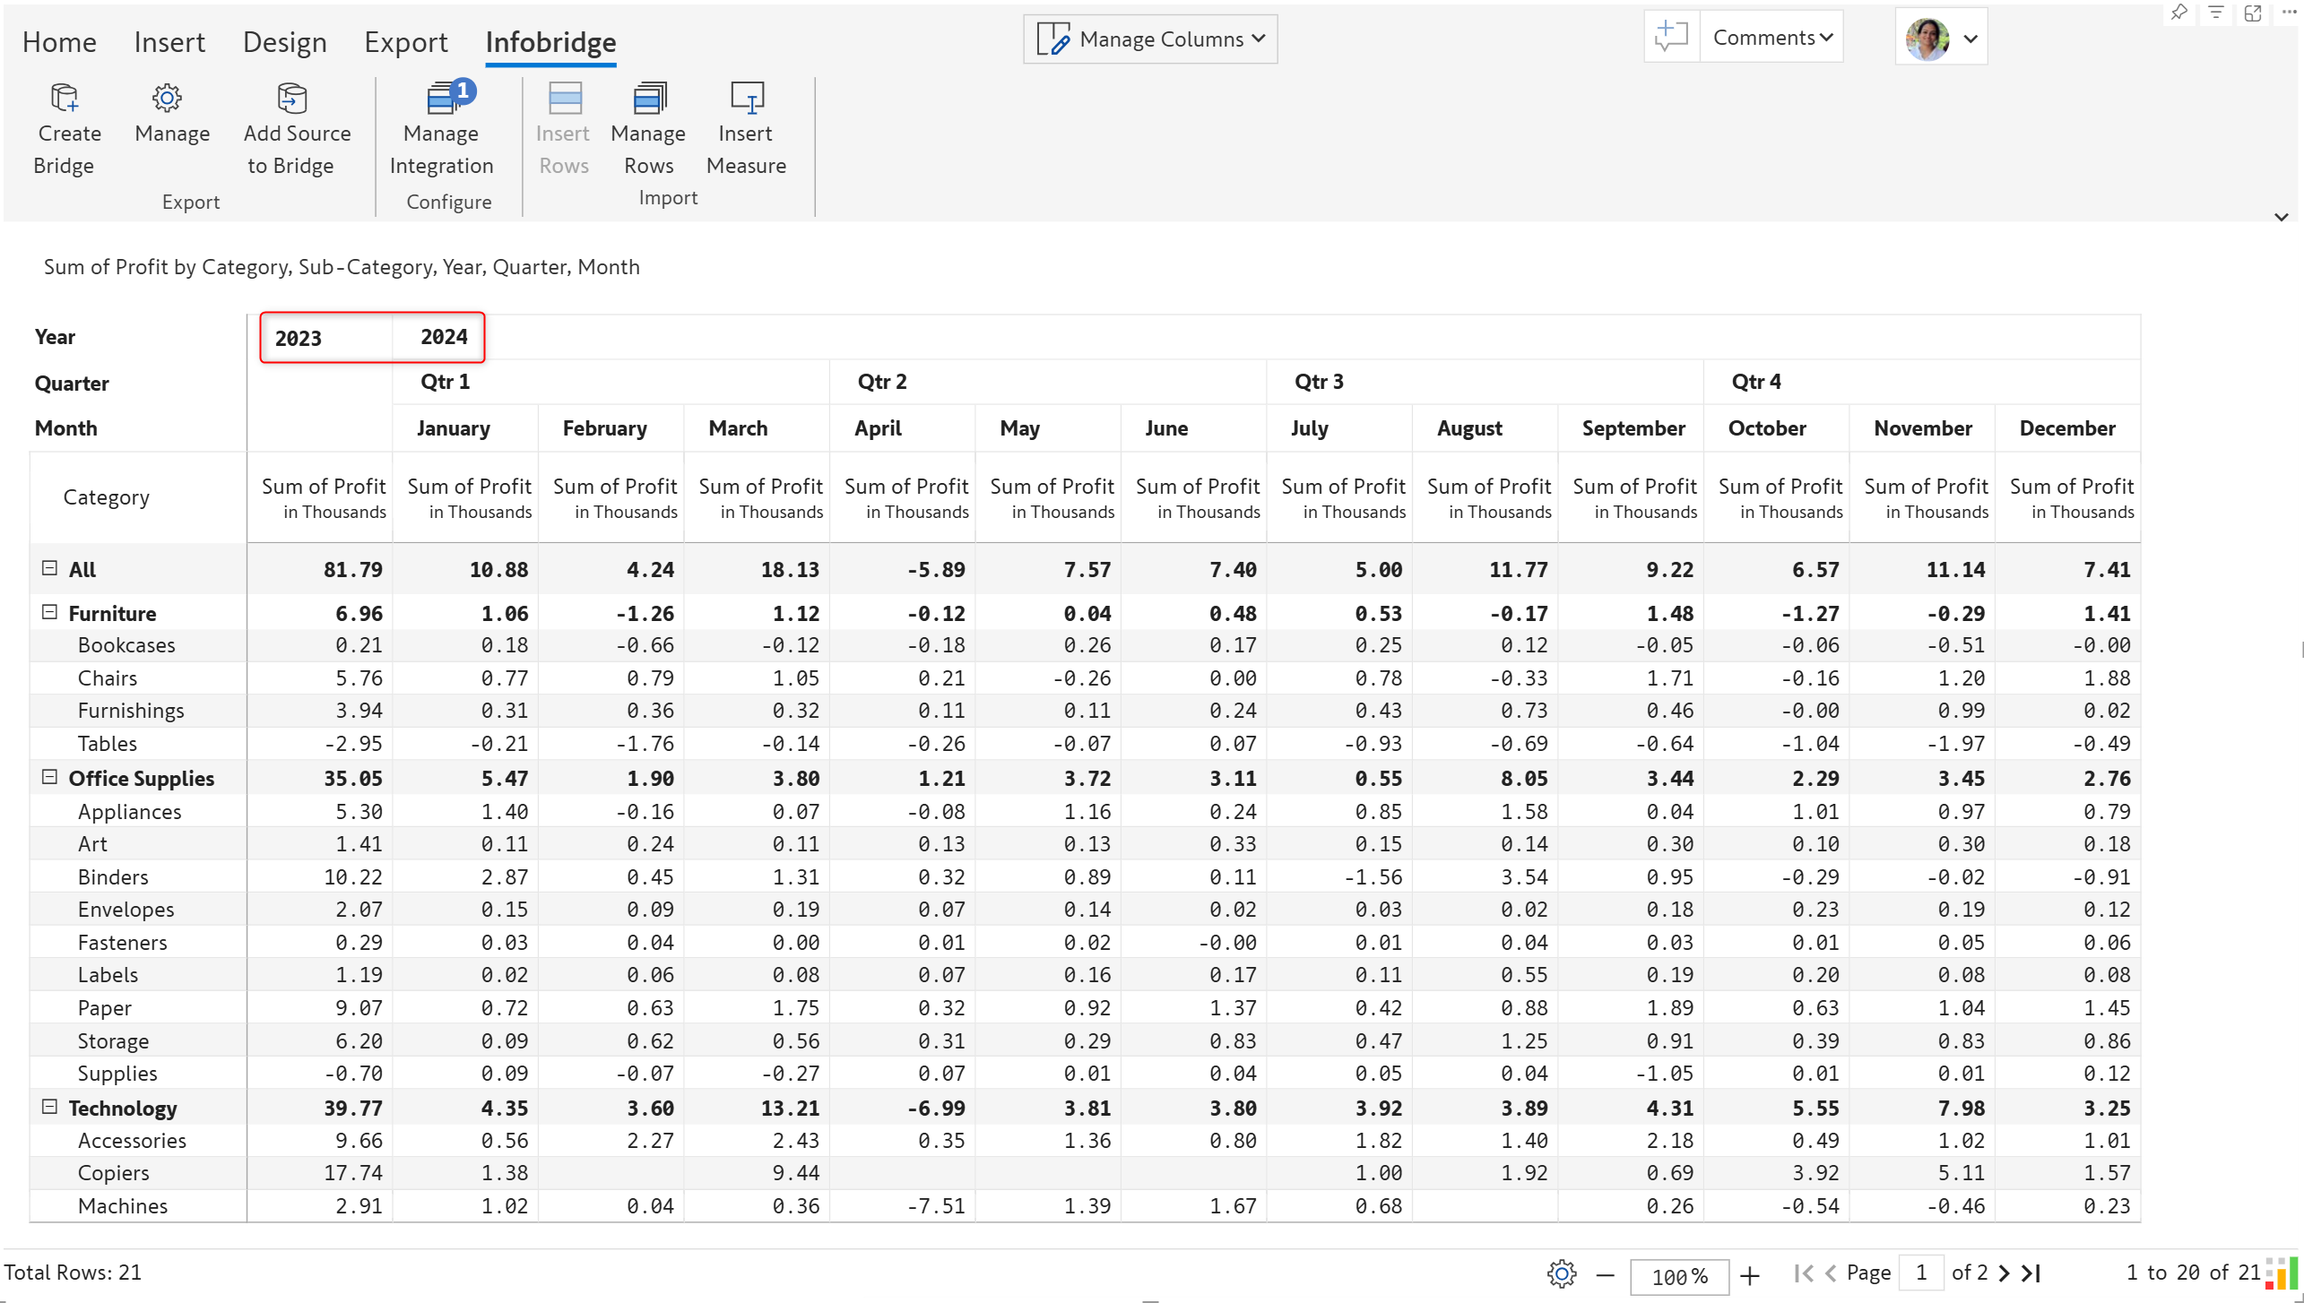 Home Insert Design Export Infobridge Manage Columns Comments
1
Create Bridge Manage Add Source to Bridge Manage Integration Insert Rows Manage Rows Insert Measure
Export Configure Import
Sum of Profit by Category, Sub-Category, Year, Quarter, Month
Year 2023 2024
Quarter Qtr 1 Qtr 2 Qtr 3 Qtr 4
Month January February March April May June July August September October November December
Category Sum of Profit Sum of Profit Sum of Profit Sum of Profit Sum of Profit Sum of Profit Sum of Profit Sum of Profit Sum of Profit Sum of Profit Sum of Profit Sum of Profit Sum of Profit
in Thousands in Thousands in Thousands in Thousands in Thousands in Thousands in Thousands in Thousands in Thousands in Thousands in Thousands in Thousands in Thousands
All 81.79 10.88 4.24 18.13 -5.89 7.57 7.40 5.00 11.77 9.22 6.57 11.14 7.41
Furniture 6.96 1.06 -1.26 1.12 -0.12 0.04 0.48 0.53 -0.17 1.48 -1.27 -0.29 1.41
Bookcases 0.21 0.18 -0.66 -0.12 -0.18 0.26 0.17 0.25 0.12 -0.05 -0.06 -0.51 -0.00
Chairs 5.76 0.77 0.79 1.05 0.21 -0.26 0.00 0.78 -0.33 1.71 -0.16 1.20 1.88
Furnishings 3.94 0.31 0.36 0.32 0.11 0.11 0.24 0.43 0.73 0.46 -0.00 0.99 0.02
Tables -2.95 -0.21 -1.76 -0.14 -0.26 -0.07 0.07 -0.93 -0.69 -0.64 -1.04 -1.97 -0.49
Office Supplies 35.05 5.47 1.90 3.80 1.21 3.72 3.11 0.55 8.05 3.44 2.29 3.45 2.76
Appliances 5.30 1.40 -0.16 0.07 -0.08 1.16 0.24 0.85 1.58 0.04 1.01 0.97 0.79
Art 1.41 0.11 0.24 0.11 0.13 0.13 0.33 0.15 0.14 0.30 0.10 0.30 0.18
Binders 10.22 2.87 0.45 1.31 0.32 0.89 0.11 -1.56 3.54 0.95 -0.29 -0.02 -0.91
Envelopes 2.07 0.15 0.09 0.19 0.07 0.14 0.02 0.03 0.02 0.18 0.23 0.19 0.12
Fasteners 0.29 0.03 0.04 0.00 0.01 0.02 -0.00 0.01 0.04 0.03 0.01 0.05 0.06
Labels 1.19 0.02 0.06 0.08 0.07 0.16 0.17 0.11 0.55 0.19 0.20 0.08 0.08
Paper 9.07 0.72 0.63 1.75 0.32 0.92 1.37 0.42 0.88 1.89 0.63 1.04 1.45
Storage 6.20 0.09 0.62 0.56 0.31 0.29 0.83 0.47 1.25 0.91 0.39 0.83 0.86
Supplies -0.70 0.09 -0.07 -0.27 0.07 0.01 0.04 0.05 0.04 -1.05 0.01 0.01 0.12
Technology 39.77 4.35 3.60 13.21 -6.99 3.81 3.80 3.92 3.89 4.31 5.55 7.98 3.25
Accessories 9.66 0.56 2.27 2.43 0.35 1.36 0.80 1.82 1.40 2.18 0.49 1.02 1.01
Copiers 17.74 1.38 9.44 1.00 1.92 0.69 3.92 5.11 1.57
Machines 2.91 1.02 0.04 0.36 -7.51 1.39 1.67 0.68 0.26 -0.54 -0.46 0.23
Total Rows: 21 100% Page 1 of 2 1 to 20 of 21